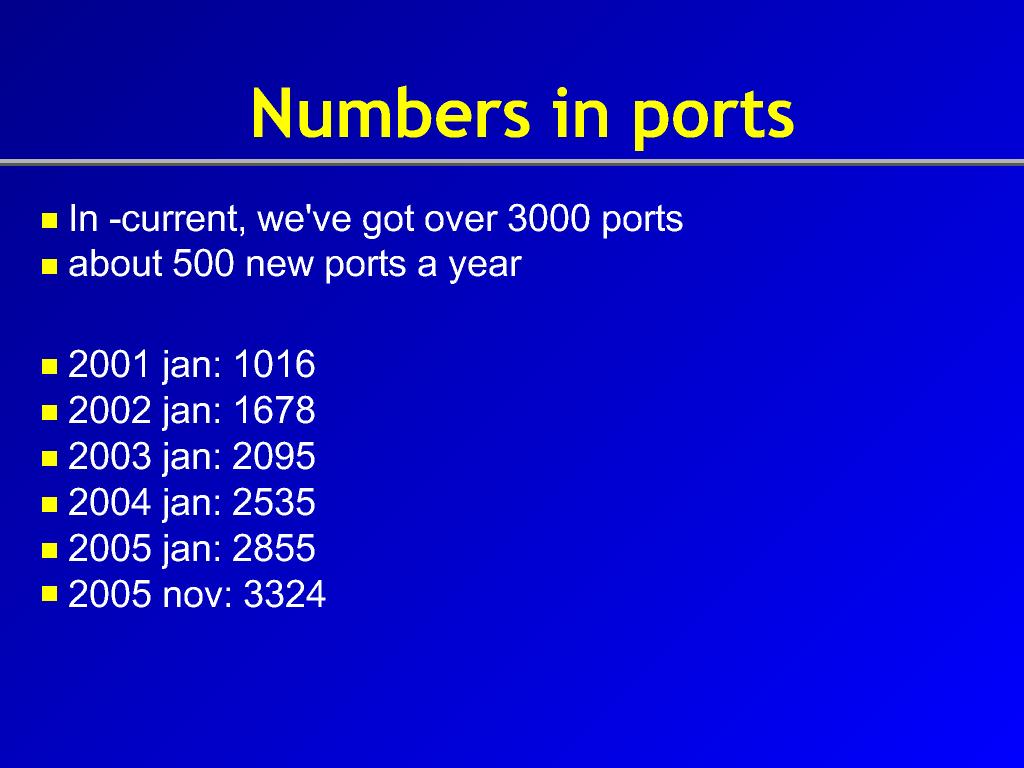 Numbers in ports
In -current, we've got over 3000 ports
about 500 new ports a year
2001 jan: 1016
2002 jan: 1678
2003 jan: 2095
2004 jan: 2535
2005 jan: 2855
2005 nov: 3324